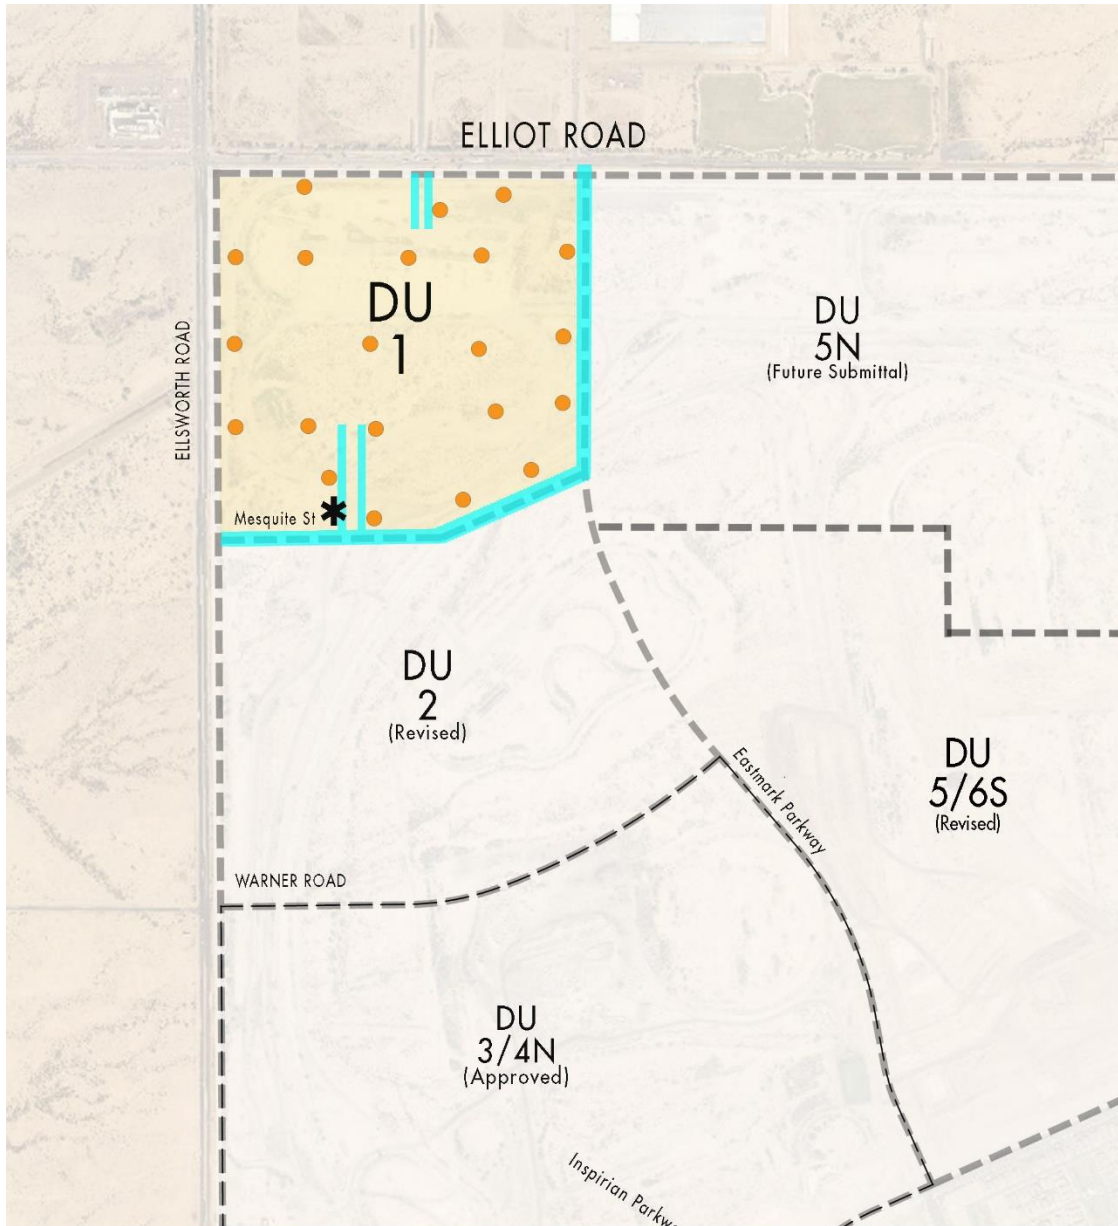 ELLIOT ROAD
DU
1
ELLSWORTH ROAD
DU
5N
(Future Submittal)
Mesquite St
DU
2
(Revised)
DU
5/6S
(Revised)
Eastmark Parkway
WARNER ROAD
DU
3/4N
(Approved)